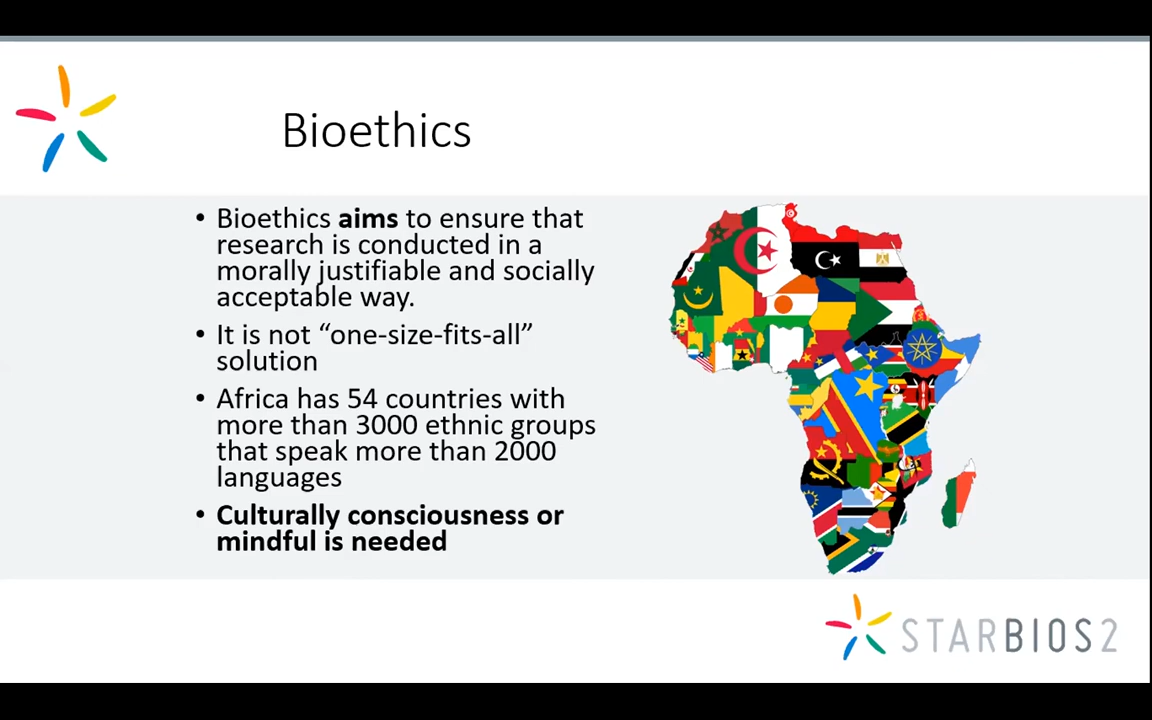 Bioethics
• Bioethics aims to ensure that
research is conducted in a
morally justifiable and socially
acceptable way.
• It is not “one-size-fits-all”
solution
• Africa has 54 countries with
more than 3000 ethnic groups
that speak more than 2000
languages
• Culturally consciousness or
mindful is needed
STARBIOS2